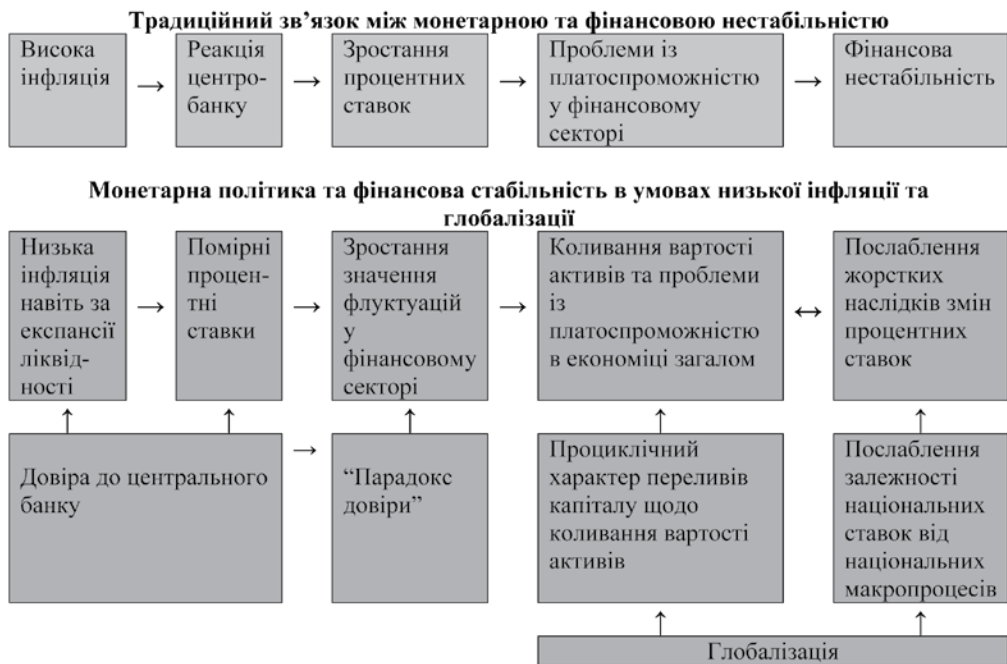 Традиційний зв’язок між монетарною та фінансовою нестабільністю
Висока
інфляція
Реакція
центро-
банку
Зростання
процентних
ставок
Проблеми із
платоспроможністю
у фінансовому
секторі
Фінансова
нестабільність
Монетарна політика та фінансова стабільність в умовах низької інфляції та
глобалізації
Низька
інфляція
навіть за
експансії
ліквід-
ності
Помірні
процен-
тні
ставки
Зростання
значення
флуктуацій
у
фінансовому
секторі
Коливання вартості
активів та проблеми
із
платоспроможністю
в економіці загалом
Послаблення
жорстких
наслідків змін
процентних
ставок
Довіра до центрального
банку
“Парадокс
довіри”
Проциклічний
характер переливів
капіталу щодо
коливання вартості
активів
Послаблення
залежності
національних
ставок від
національних
макропроцесів
Глобалізація